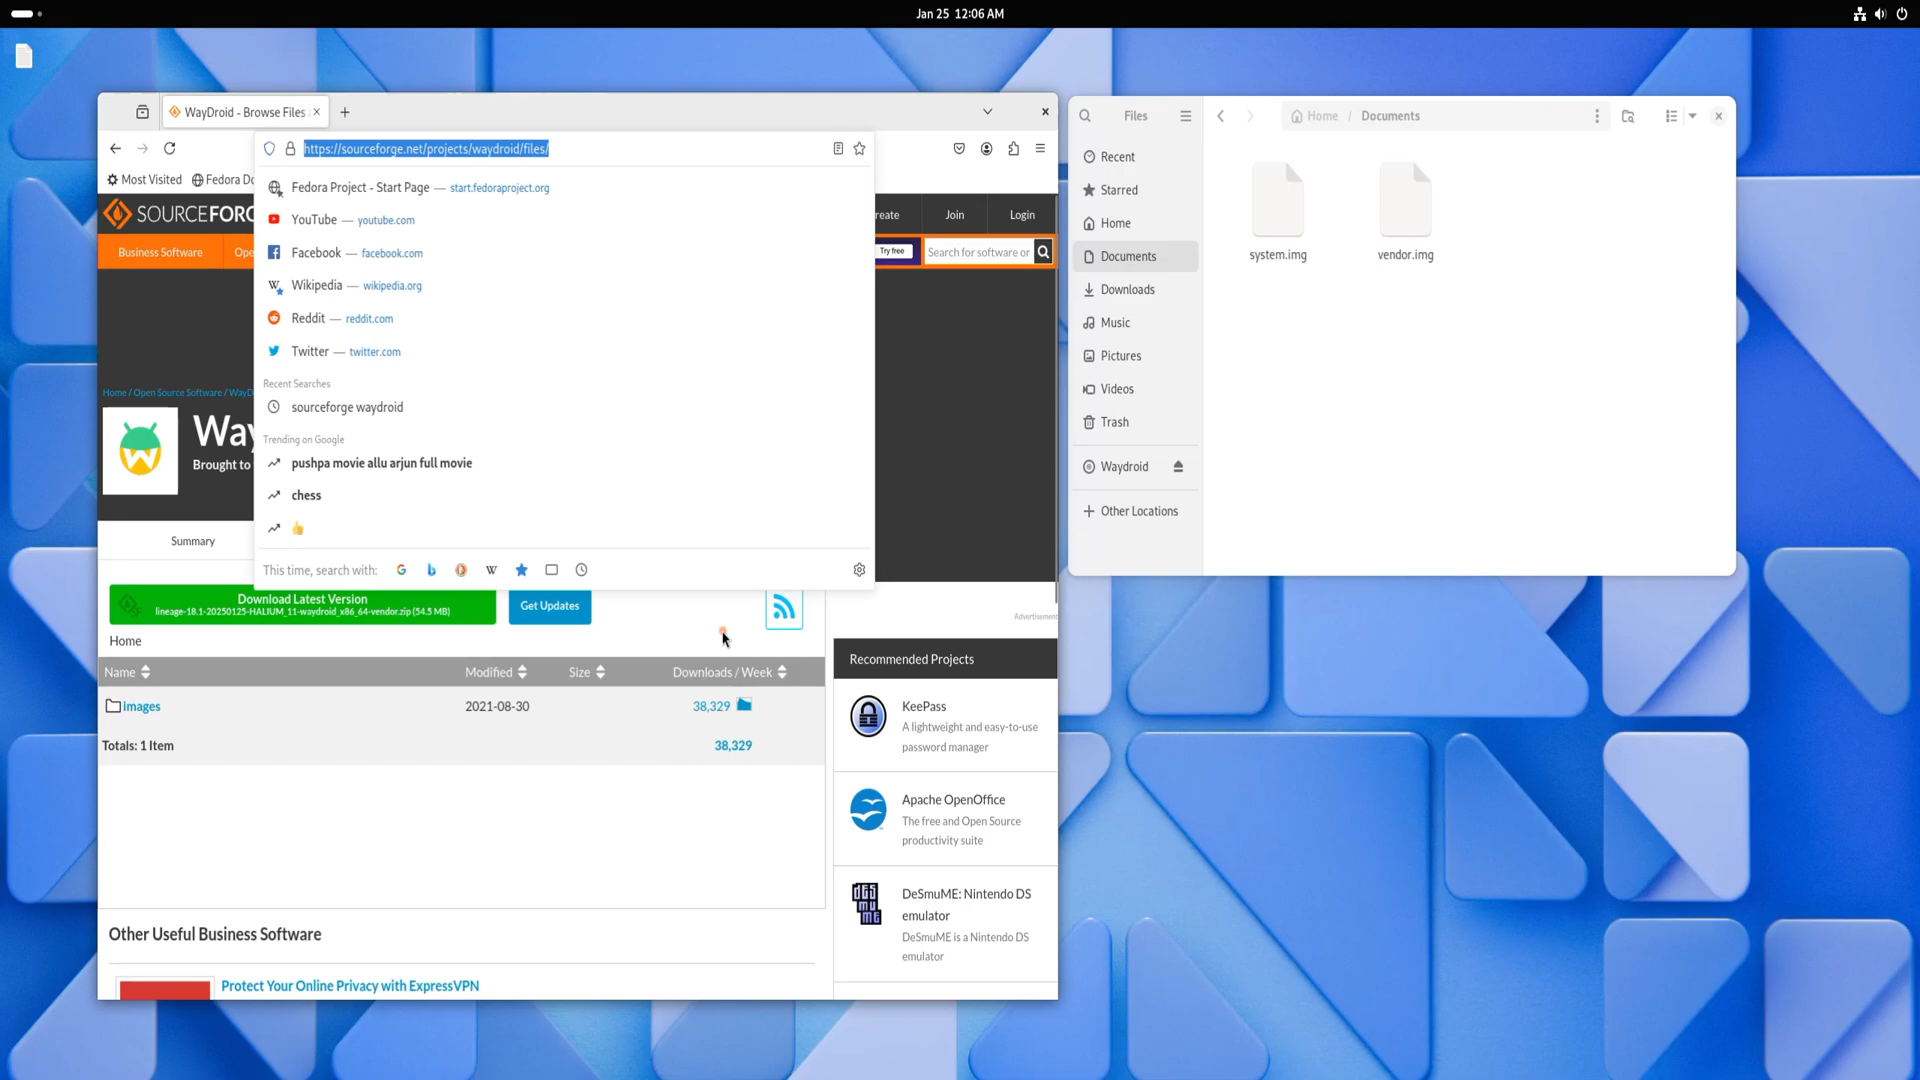 Jan 25 12:06 AM
WayDroid - Browse Files
https://sourceforge.net/projects/waydroid/files/
Most Visited
Fedora Do
Fedora Project - Start Page — start.fedoraproject.org
YouTube — youtube.com
Facebook — facebook.com
Wikipedia — wikipedia.org
Reddit — reddit.com
Twitter — twitter.com
Recent Searches
sourceforge waydroid
Trending on Google
pushpa movie allu arjun full movie
chess
This time, search with:
SOURCEFORG
reate
Join
Login
Business Software
Ope
Try free
Search for software or
Home / Open Source Software / WayD
Way
Brought to
Summary
Download Latest Version
lineage-18.1-20250125-HALIUM_11-waydroid_x86_64-vendor.zip (54.5 MB)
Get Updates
Home
Name
Modified
Size
Downloads / Week
images
2021-08-30
38,329
Totals: 1 Item
38,329
Other Useful Business Software
Protect Your Online Privacy with ExpressVPN
Advertisement
Recommended Projects
KeePass
A lightweight and easy-to-use
password manager
Apache OpenOffice
The free and Open Source
productivity suite
DeSmuME: Nintendo DS
emulator
DeSmuME is a Nintendo DS
emulator
Files
Home / Documents
Recent
Starred
Home
Documents
Downloads
Music
Pictures
Videos
Trash
Waydroid
Other Locations
system.img
vendor.img